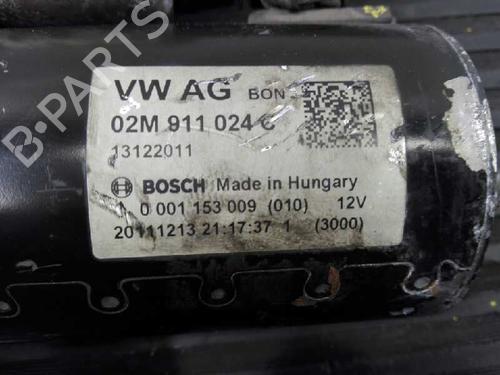 VW AG BON
02M 911 024 C
13122011
BOSCH Made in Hungary
0 001 153 009 (010) 12V
20111213 21:17:37 1 (3000)
B-PARTS